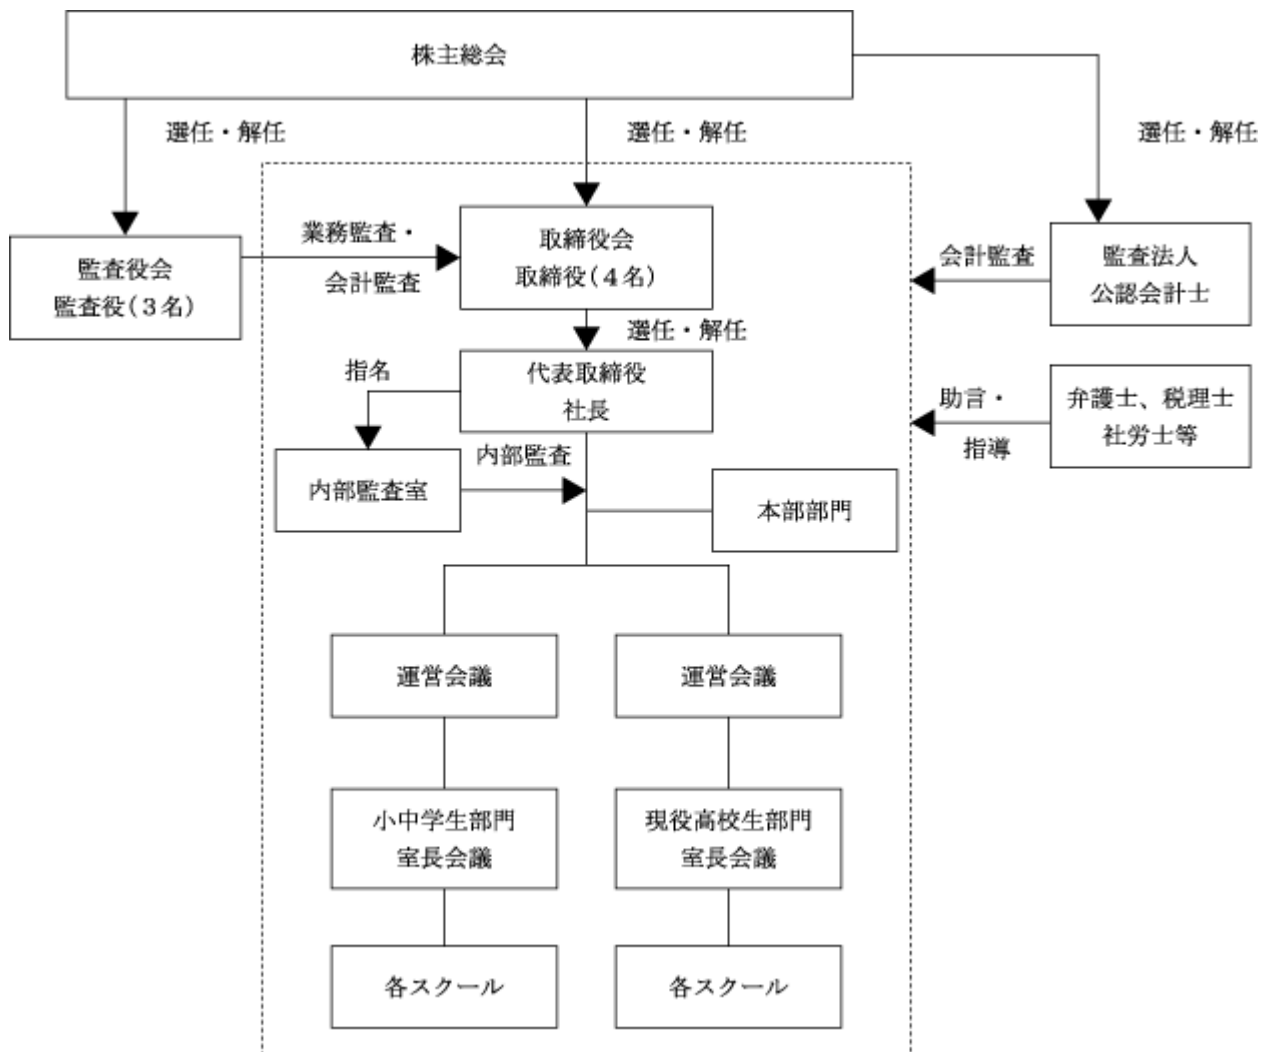 株主総会
選任・解任
選任・解任
選任・解任
監査役会
監査役(3名)
業務監査・
会計監査
取締役会
取締役(4名)
会計監査
監査法人
公認会計士
選任・解任
指名
代表取締役
社長
助言・
指導
弁護士、税理士
社労士等
内部監査室
内部監査
本部部門
運営会議
運営会議
小中学生部門
室長会議
現役高校生部門
室長会議
各スクール
各スクール